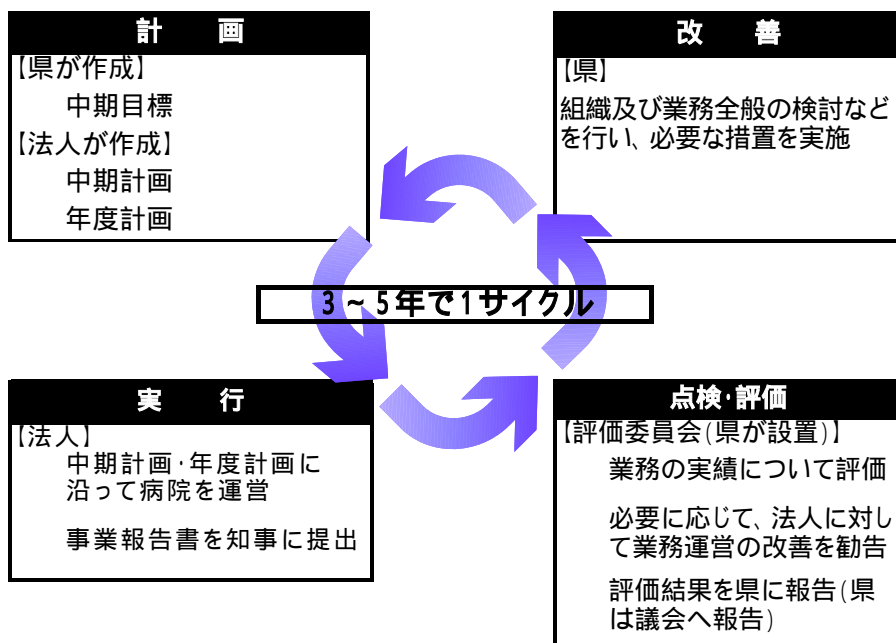 計　画
【県が作成】
中期目標
【法人が作成】
中期計画
年度計画
改　善
【県】
組織及び業務全般の検討など
を行い、必要な措置を実施
3～5年で1サイクル
実　行
【法人】
中期計画・年度計画に
沿って病院を運営
事業報告書を知事に提出
点検・評価
【評価委員会(県が設置)】
業務の実績について評価
必要に応じて、法人に対し
て業務運営の改善を勧告
評価結果を県に報告(県
は議会へ報告)